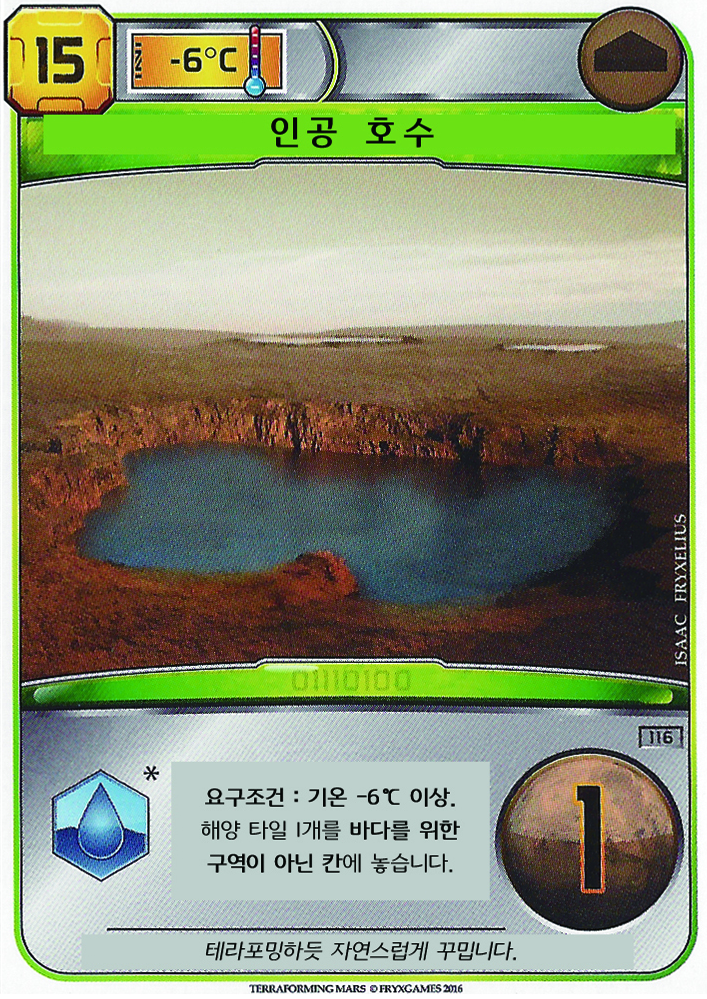 15
-6°C
인공 호수
ISAAC FRYXELIUS
01110100
116
*
요구조건 : 기온 -6℃ 이상.
해양 타일 1개를 바다를 위한
구역이 아닌 칸에 놓습니다.
1
테라포밍하듯 자연스럽게 꾸밉니다.
TERRAFORMING MARS © FRYXGAMES 2016